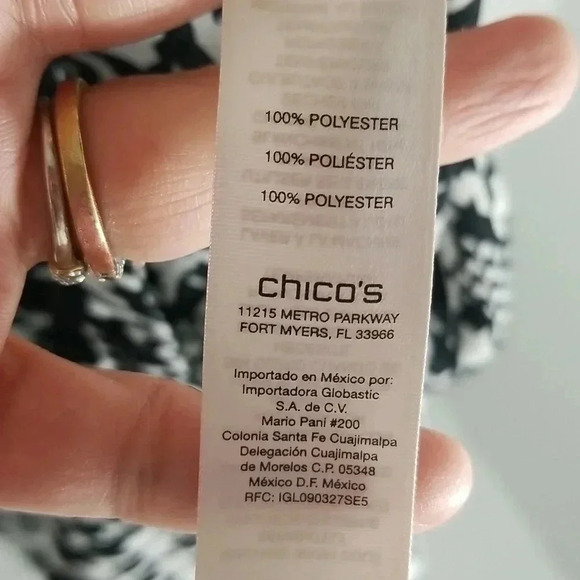 100% POLYESTER
100% POLIÉSTER
100% POLYESTER
chico's
11215 METRO PARKWAY
FORT MYERS, FL 33966
Importado en México por:
Importadora Globastic
S.A. de C.V.
Mario Pani #200
Colonia Santa Fe Cuajimalpa
Delegación Cuajimalpa
de Morelos C.P. 05348
México D.F. México
RFC: IGL090327SE5